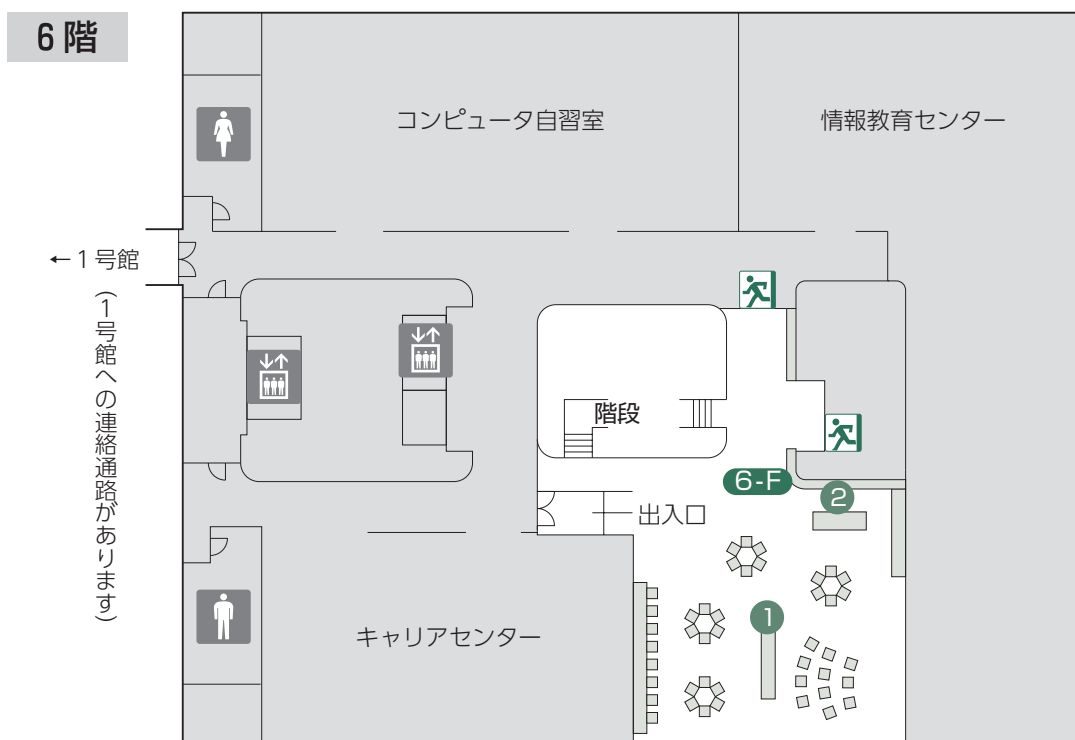 6階
コンピュータ自習室
情報教育センター
←1号館
(1号館への連絡通路があります)
階段
6-F
2
出入口
1
キャリアセンター